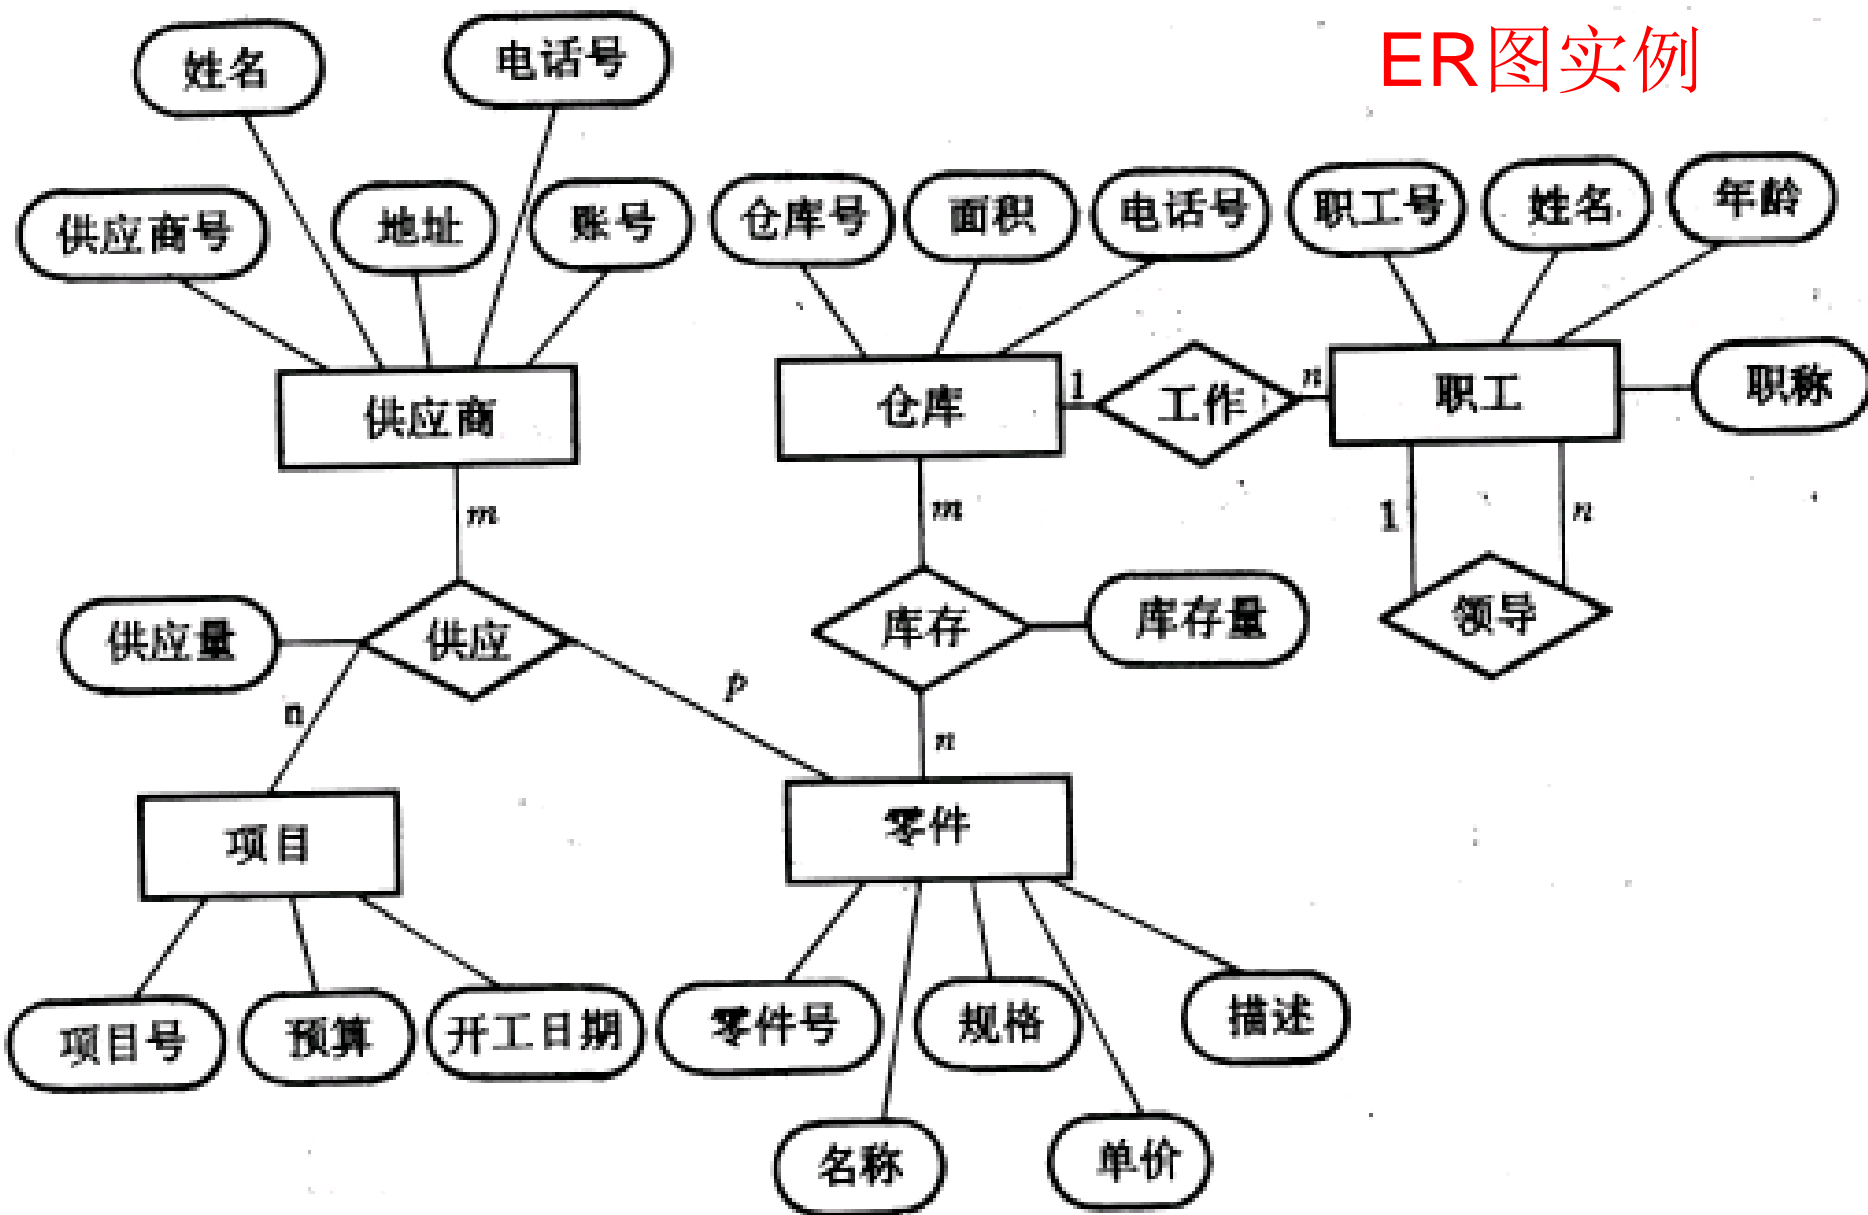 ER图实例
姓名
电话号
供应商号
地址
账号
仓库号
面积
电话号
职工号
姓名
年龄
供应商
仓库
1
工作
n
职工
职称
m
m
1
n
供应量
供应
库存
库存量
领导
n
p
n
项目
零件
项目号
预算
开工日期
零件号
规格
描述
名称
单价